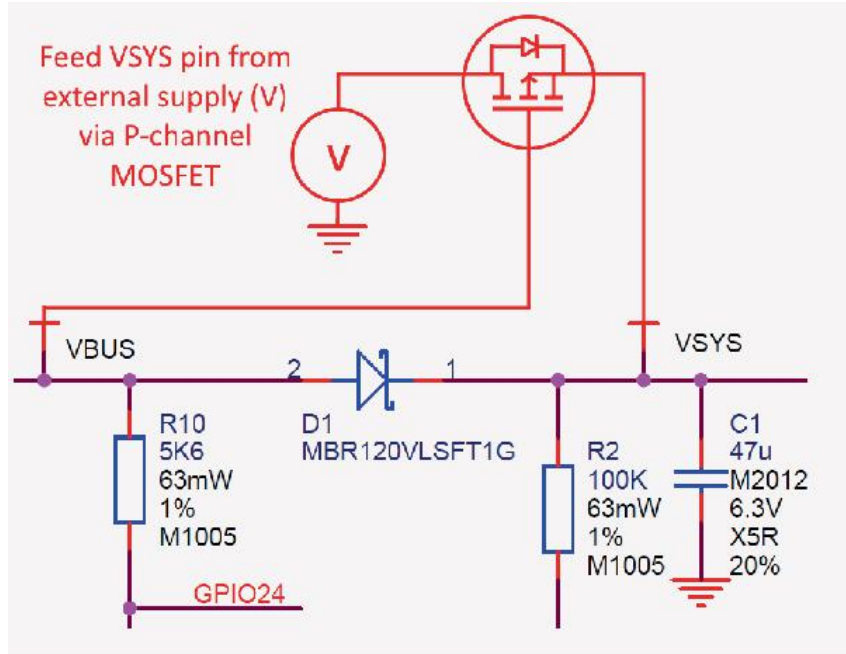 Feed VSYS pin from
external supply (V)
via P-channel
MOSFET
V
VBUS
2
1
VSYS
R10
5K6
63mW
1%
M1005
D1
MBR120VLSFT1G
R2
100K
63mW
1%
M1005
C1
47u
M2012
6.3V
X5R
20%
GPIO24